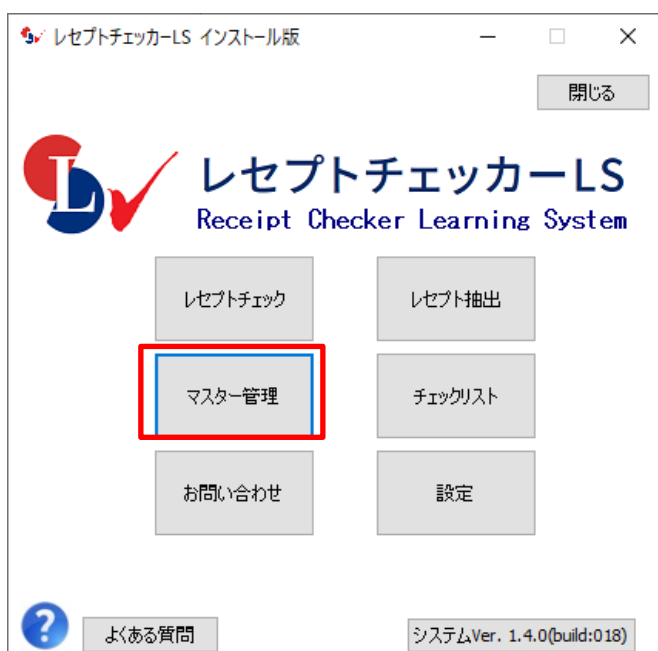 レセプトチェッカーLS インストール版
閉じる
レセプトチェッカーLS
Receipt Checker Learning System
レセプトチェック
レセプト抽出
マスター管理
チェックリスト
お問い合わせ
設定
よくある質問
システムVer. 1.4.0(build:018)